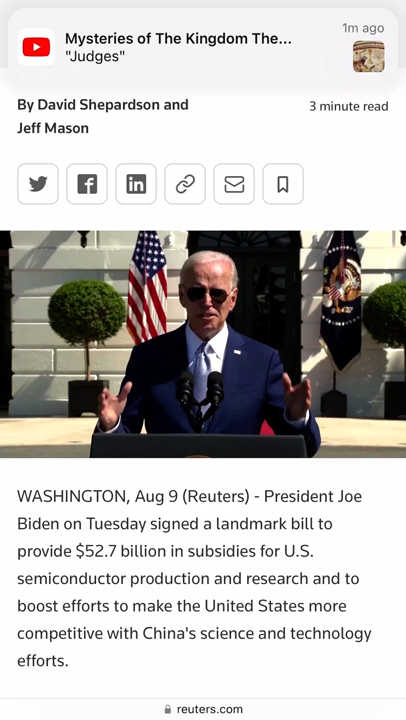 1m ago
Mysteries of The Kingdom The...
"Judges"
By David Shepardson and
Jeff Mason
3 minute read
WASHINGTON, Aug 9 (Reuters) - President Joe
Biden on Tuesday signed a landmark bill to
provide $52.7 billion in subsidies for U.S.
semiconductor production and research and to
boost efforts to make the United States more
competitive with China's science and technology
efforts.
reuters.com